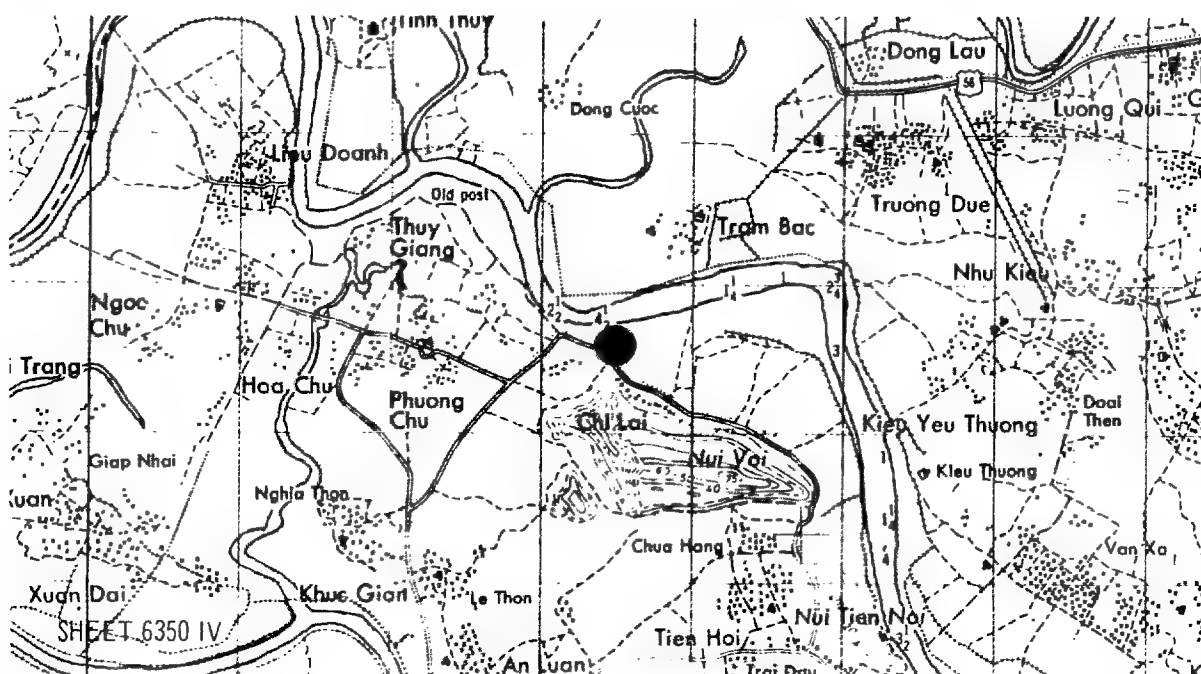 Tinh Thuy
Dong Lau
56
Dong Cuoc
Luong Qui
Lieu Doanh
Old post
Truong Due
Thuy
Giang
Tram Bac
Nhu Kieu
Ngoc
Chu
i Trang
Hoa Chu
Phuong
Chu
Chi Lai
Kien Yeu Thuong
Doai
Then
Giap Nhai
Nui Voi
Kieu Thuong
Xuan
Nghia Thon
Chua Hang
Van Xa
Xuan Dai
Khuc Gian
Le Thon
Nui Tien Noi
SHEET 6350 IV
Tien Hoi
An Luan